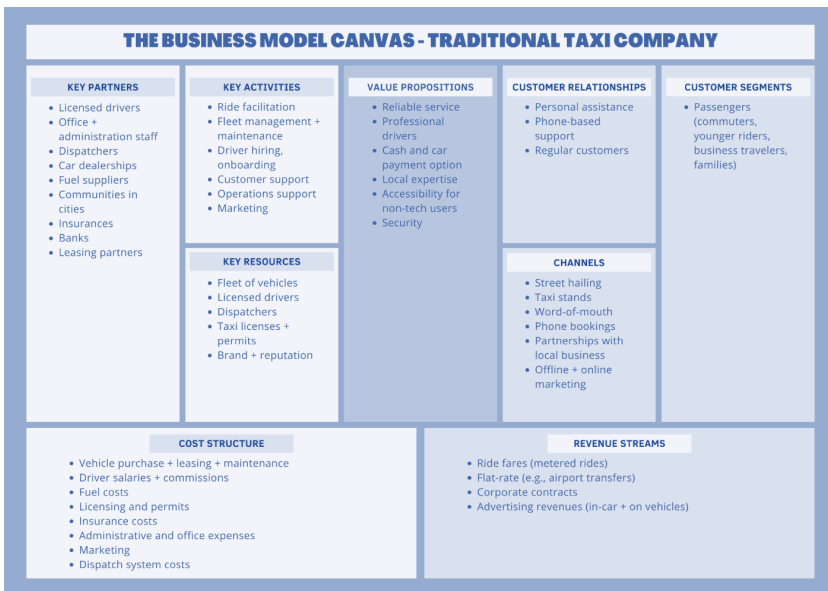 THE BUSINESS MODEL CANVAS - TRADITIONAL TAXI COMPANY
KEY PARTNERS
• Licensed drivers
• Office +
administration staff
• Dispatchers
• Car dealerships
• Fuel suppliers
• Communities in
cities
• Insurances
• Banks
• Leasing partners
KEY ACTIVITIES
• Ride facilitation
• Fleet management +
maintenance
• Driver hiring,
onboarding
• Customer support
• Operations support
• Marketing
KEY RESOURCES
• Fleet of vehicles
• Licensed drivers
• Dispatchers
• Taxi licenses +
permits
• Brand + reputation
VALUE PROPOSITIONS
• Reliable service
• Professional
drivers
• Cash and car
payment option
• Local expertise
• Accessibility for
non-tech users
• Security
CUSTOMER RELATIONSHIPS
• Personal assistance
• Phone-based
support
• Regular customers
CHANNELS
• Street hailing
• Taxi stands
• Word-of-mouth
• Phone bookings
• Partnerships with
local business
• Offline + online
marketing
CUSTOMER SEGMENTS
• Passengers
(commuters,
younger riders,
business travelers,
families)
COST STRUCTURE
• Vehicle purchase + leasing + maintenance
• Driver salaries + commissions
• Fuel costs
• Licensing and permits
• Insurance costs
• Administrative and office expenses
• Marketing
• Dispatch system costs
REVENUE STREAMS
• Ride fares (metered rides)
• Flat-rate (e.g., airport transfers)
• Corporate contracts
• Advertising revenues (in-car + on vehicles)